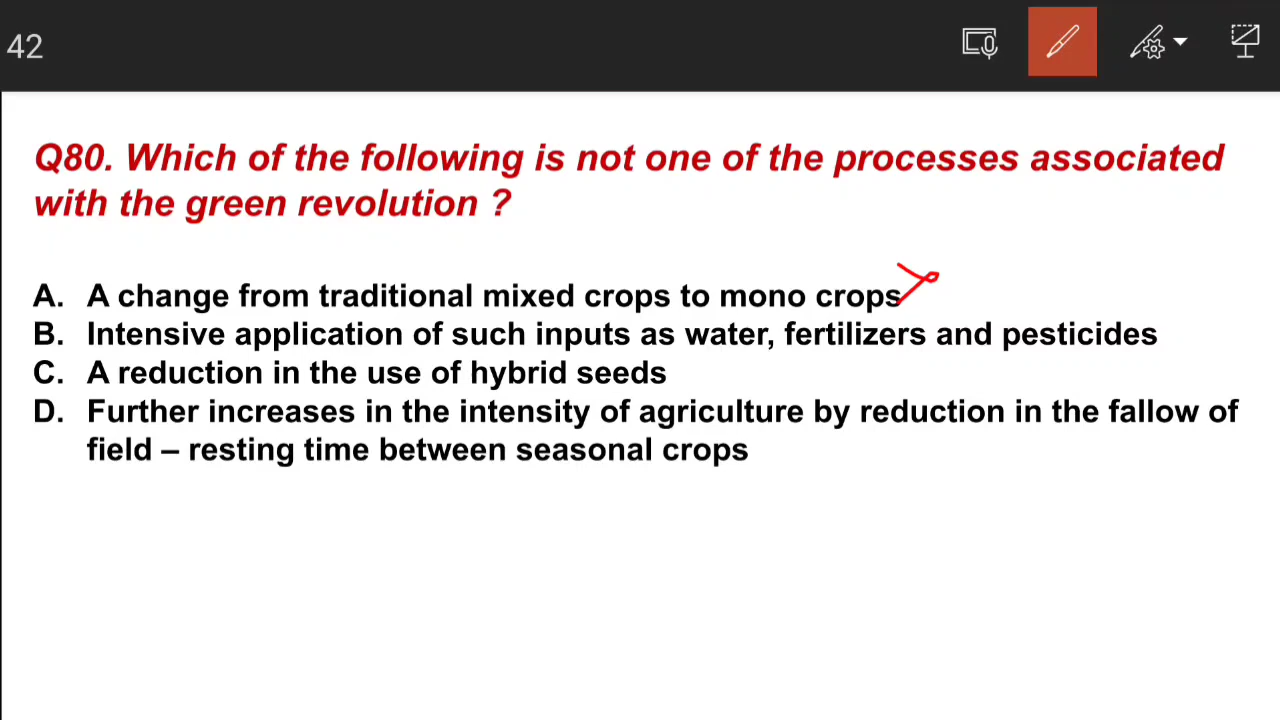 42
Q80. Which of the following is not one of the processes associated
with the green revolution ?
A. A change from traditional mixed crops to mono crops
B. Intensive application of such inputs as water, fertilizers and pesticides
C. A reduction in the use of hybrid seeds
D. Further increases in the intensity of agriculture by reduction in the fallow of
field – resting time between seasonal crops